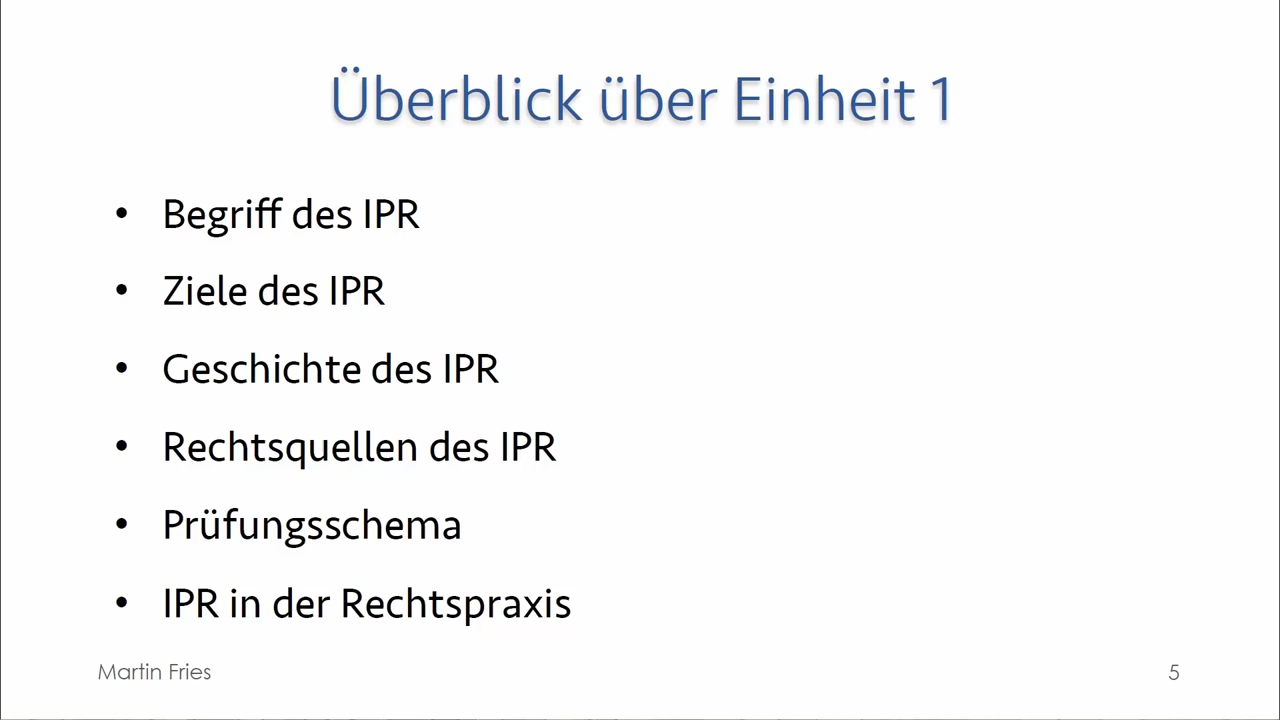 Überblick über Einheit 1
• Begriff des IPR
• Ziele des IPR
• Geschichte des IPR
• Rechtsquellen des IPR
• Prüfungsschema
• IPR in der Rechtspraxis
Martin Fries
5